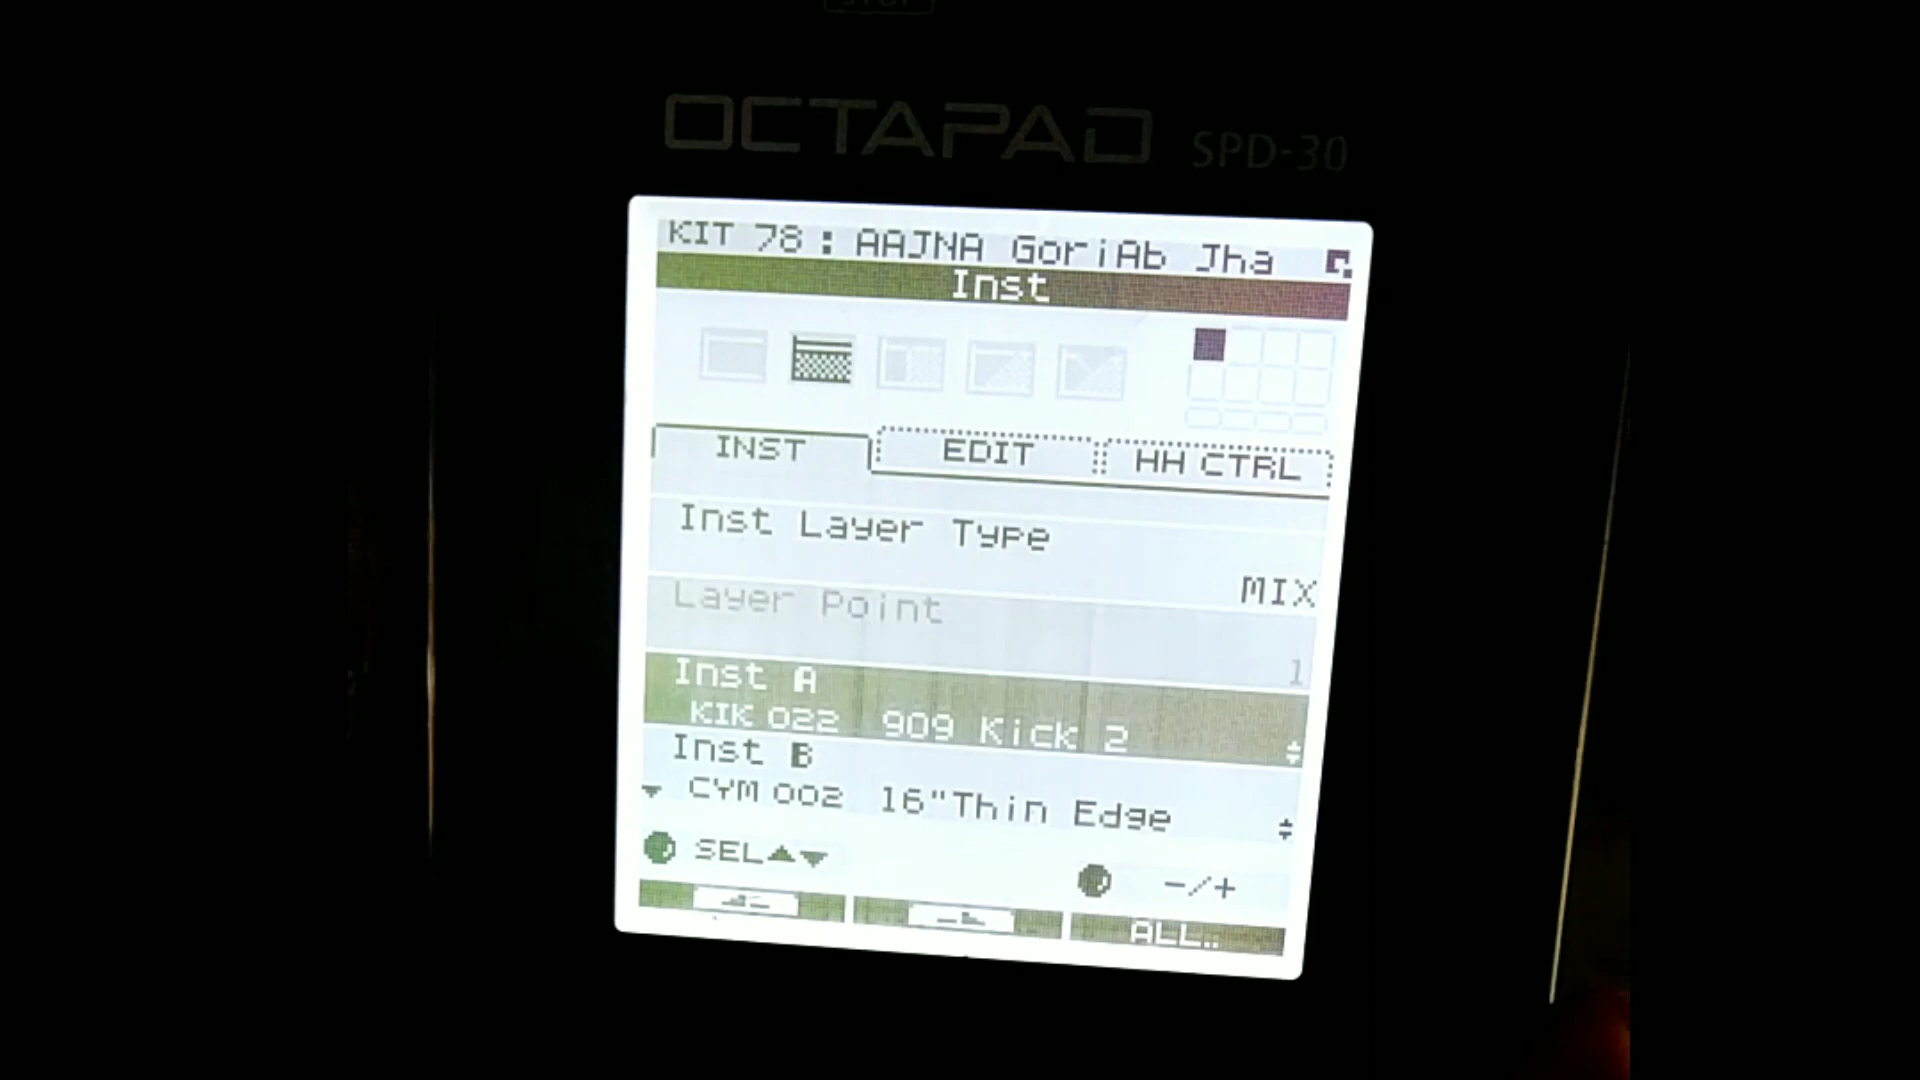 OCTAPAD SPD-30
KIT 78 : AAJNA GoriAb Jha
Inst
INST EDIT HH CTRL
Inst Layer Type
MIX
Layer Point
1
Inst A
KIK 022 909 Kick 2
Inst B
CYM 002 16"Thin Edge
SEL▲▼ -/+
ALL..